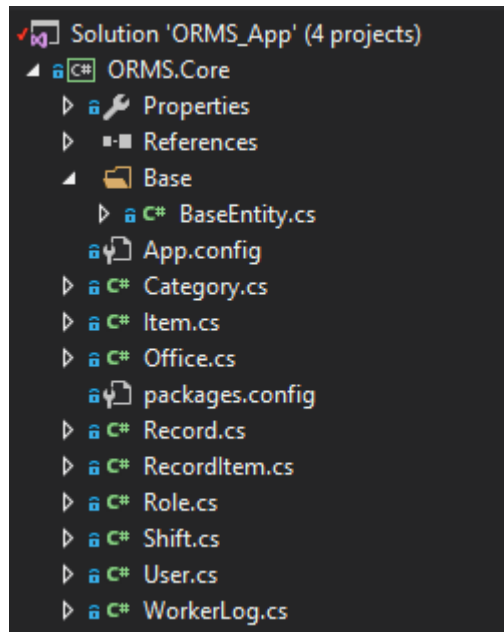 Solution 'ORMS_App' (4 projects)
C# ORMS.Core
Properties
References
Base
C# BaseEntity.cs
App.config
C# Category.cs
C# Item.cs
C# Office.cs
packages.config
C# Record.cs
C# RecordItem.cs
C# Role.cs
C# Shift.cs
C# User.cs
C# WorkerLog.cs